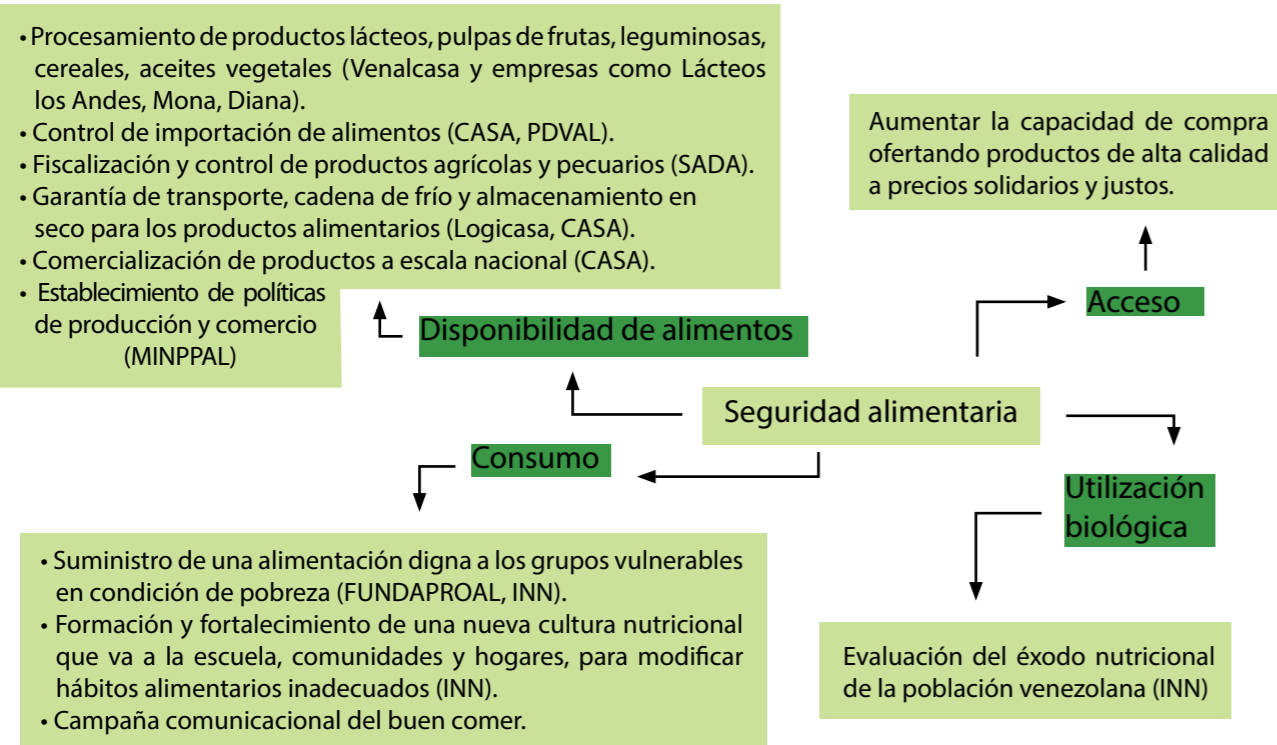 • Procesamiento de productos lácteos, pulpas de frutas, leguminosas,
cereales, aceites vegetales (Venalcasa y empresas como Lácteos
los Andes, Mona, Diana).
• Control de importación de alimentos (CASA, PDVAL).
• Fiscalización y control de productos agrícolas y pecuarios (SADA).
• Garantía de transporte, cadena de frío y almacenamiento en
seco para los productos alimentarios (Logicasa, CASA).
• Comercialización de productos a escala nacional (CASA).
• Establecimiento de políticas
de producción y comercio
(MINPPAL)
Aumentar la capacidad de compra
ofertando productos de alta calidad
a precios solidarios y justos.
Acceso
Disponibilidad de alimentos
Seguridad alimentaria
Consumo
Utilización
biológica
• Suministro de una alimentación digna a los grupos vulnerables
en condición de pobreza (FUNDAPROAL, INN).
• Formación y fortalecimiento de una nueva cultura nutricional
que va a la escuela, comunidades y hogares, para modificar
hábitos alimentarios inadecuados (INN).
• Campaña comunicacional del buen comer.
Evaluación del éxodo nutricional
de la población venezolana (INN)